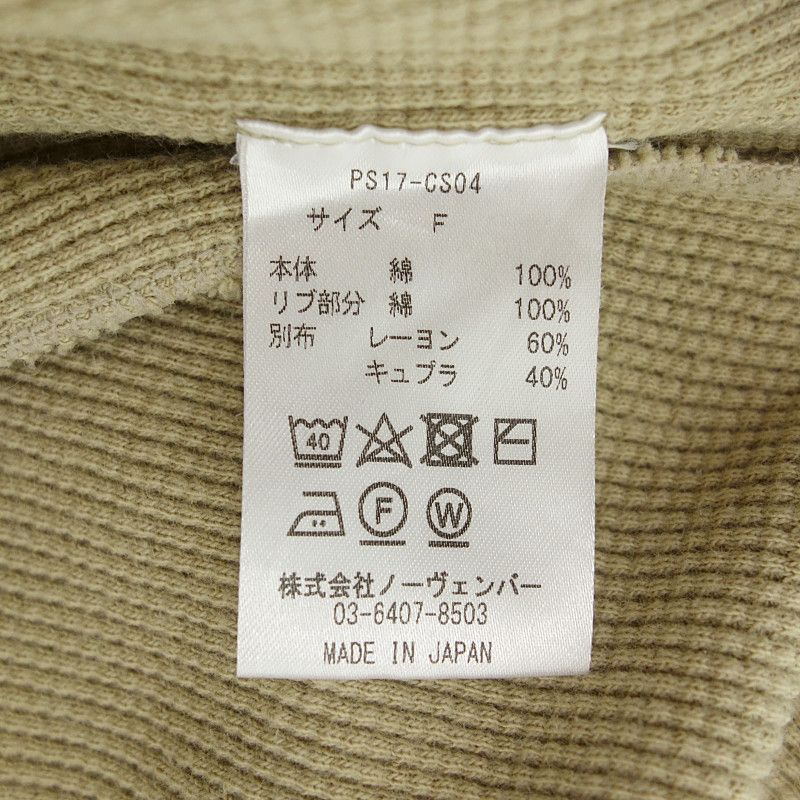 PS17-CS04
サイズ F
本体 綿 100%
リブ部分 綿 100%
別布 レーヨン 60%
キュプラ 40%
40
F W
株式会社ノーヴェンバー
03-6407-8503
MADE IN JAPAN